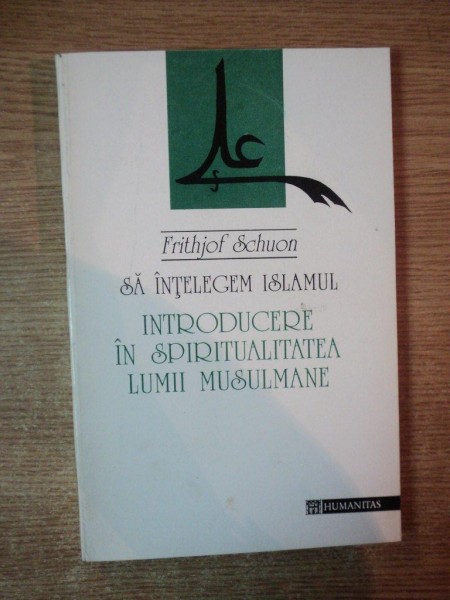 Frithjof Schuon
SĂ ÎNŢELEGEM ISLAMUL
INTRODUCERE
ÎN SPIRITUALITATEA
LUMII MUSULMANE
HUMANITAS